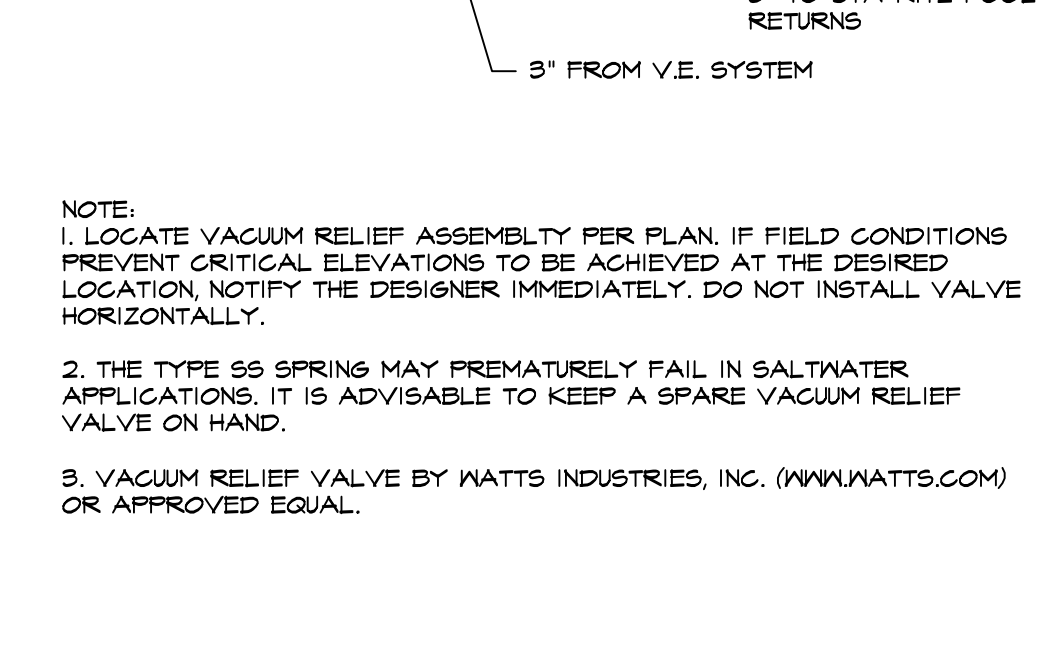 RETURNS
3" FROM V.E. SYSTEM
NOTE:
1. LOCATE VACUUM RELIEF ASSEMBLTY PER PLAN. IF FIELD CONDITIONS
PREVENT CRITICAL ELEVATIONS TO BE ACHIEVED AT THE DESIRED
LOCATION, NOTIFY THE DESIGNER IMMEDIATELY. DO NOT INSTALL VALVE
HORIZONTALLY.
2. THE TYPE SS SPRING MAY PREMATURELY FAIL IN SALTWATER
APPLICATIONS. IT IS ADVISABLE TO KEEP A SPARE VACUUM RELIEF
VALVE ON HAND.
3. VACUUM RELIEF VALVE BY WATTS INDUSTRIES, INC. (WWW.WATTS.COM)
OR APPROVED EQUAL.